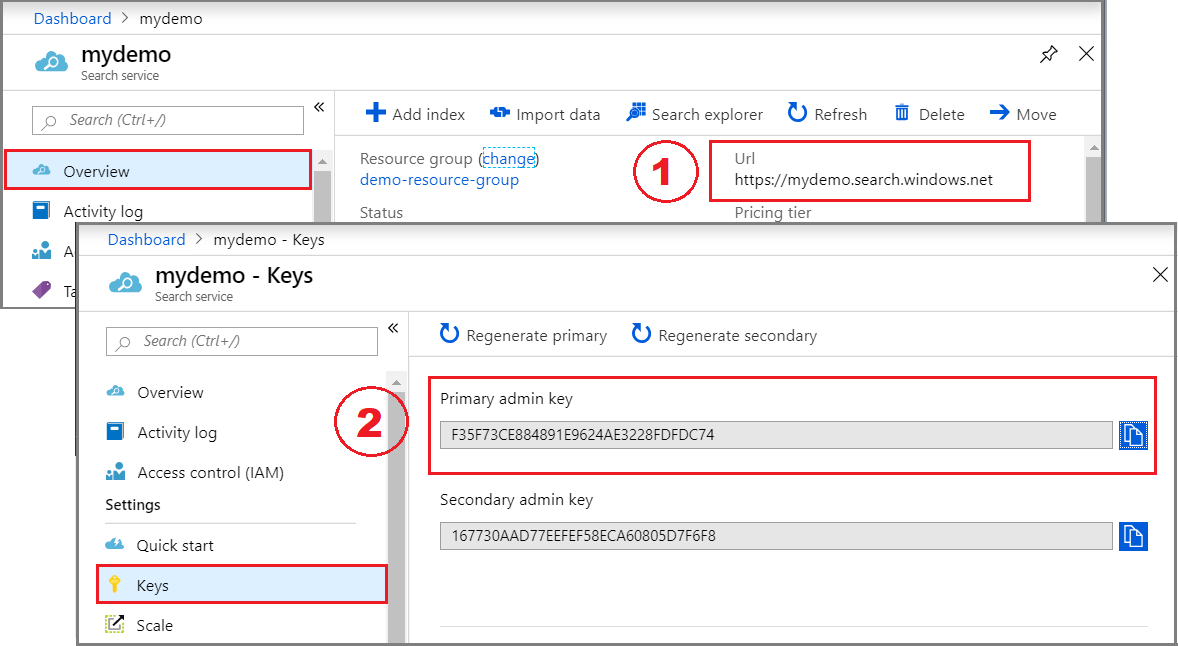 Dashboard > mydemo
mydemo
Search service
Search (Ctrl+/)
«
Add index Import data Search explorer Refresh Delete Move
Overview
Activity log
A
Ta
Resource group (change)
demo-resource-group
Status
1
Url
https://mydemo.search.windows.net
Pricing tier
Dashboard > mydemo - Keys
mydemo - Keys
Search service
Search (Ctrl+/)
«
Overview
Activity log
Access control (IAM)
Settings
Quick start
Keys
Scale
Regenerate primary Regenerate secondary
2
Primary admin key
F35F73CE884891E9624AE3228FDFDC74
Secondary admin key
167730AAD77EEFEF58ECA60805D7F6F8